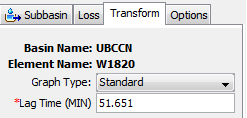 Subbasin Loss Transform Options
Basin Name: UBCCN
Element Name: W1820
Graph Type: Standard
*Lag Time (MIN) 51.651